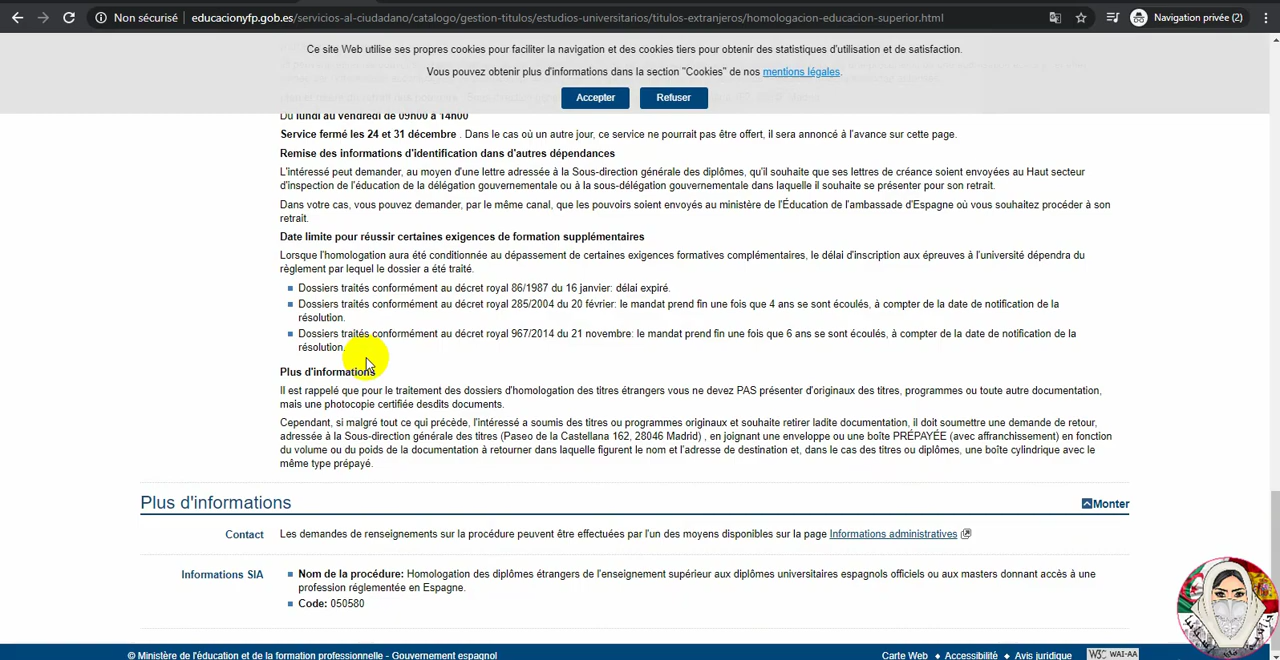 Non sécurisé
educacionyfp.gob.es/servicios-al-ciudadano/catalogo/gestion-titulos/estudios-universitarios/titulos-extranjeros/homologacion-educacion-superior.html
Navigation privée (2)
Ce site Web utilise ses propres cookies pour faciliter la navigation et des cookies tiers pour obtenir des statistiques d'utilisation et de satisfaction.
Vous pouvez obtenir plus d'informations dans la section "Cookies" de nos mentions légales.
Accepter
Refuser
Du lundi au vendredi de 09h00 à 14h00
Service fermé les 24 et 31 décembre . Dans le cas où un autre jour, ce service ne pourrait pas être offert, il sera annoncé à l'avance sur cette page.
Remise des informations d'identification dans d'autres dépendances
L'intéressé peut demander, au moyen d'une lettre adressée à la Sous-direction générale des diplômes, qu'il souhaite que ses lettres de créance soient envoyées au Haut secteur
d'inspection de l'éducation de la délégation gouvernementale ou à la sous-délégation gouvernementale dans laquelle il souhaite se présenter pour son retrait.
Dans votre cas, vous pouvez demander, par le même canal, que les pouvoirs soient envoyés au ministère de l'Éducation de l'ambassade d'Espagne où vous souhaitez procéder à son
retrait.
Date limite pour réussir certaines exigences de formation supplémentaires
Lorsque l'homologation aura été conditionnée au dépassement de certaines exigences formatives complémentaires, le délai d'inscription aux épreuves à l'université dépendra du
règlement par lequel le dossier a été traité.
Dossiers traités conformément au décret royal 86/1987 du 16 janvier: délai expiré.
Dossiers traités conformément au décret royal 285/2004 du 20 février: le mandat prend fin une fois que 4 ans se sont écoulés, à compter de la date de notification de la
résolution.
Dossiers traités conformément au décret royal 967/2014 du 21 novembre: le mandat prend fin une fois que 6 ans se sont écoulés, à compter de la date de notification de la
résolution.
Plus d'informations
Il est rappelé que pour le traitement des dossiers d'homologation des titres étrangers vous ne devez PAS présenter d'originaux des titres, programmes ou toute autre documentation,
mais une photocopie certifiée desdits documents.
Cependant, si malgré tout ce qui précède, l'intéressé a soumis des titres ou programmes originaux et souhaite retirer ladite documentation, il doit soumettre une demande de retour,
adressée à la Sous-direction générale des titres (Paseo de la Castellana 162, 28046 Madrid) , en joignant une enveloppe ou une boîte PRÉPAYÉE (avec affranchissement) en fonction
du volume ou du poids de la documentation à retourner dans laquelle figurent le nom et l'adresse de destination et, dans le cas des titres ou diplômes, une boîte cylindrique avec le
même type prépayé.
Plus d'informations
Monter
Contact
Les demandes de renseignements sur la procédure peuvent être effectuées par l'un des moyens disponibles sur la page Informations administratives
Informations SIA
Nom de la procédure: Homologation des diplômes étrangers de l'enseignement supérieur aux diplômes universitaires espagnols officiels ou aux masters donnant accès à une
profession réglementée en Espagne.
Code: 050580
© Ministère de l'éducation et de la formation professionnelle - Gouvernement espagnol
Carte Web ♦ Accessibilité ♦ Avis juridique W3C WAI-AA